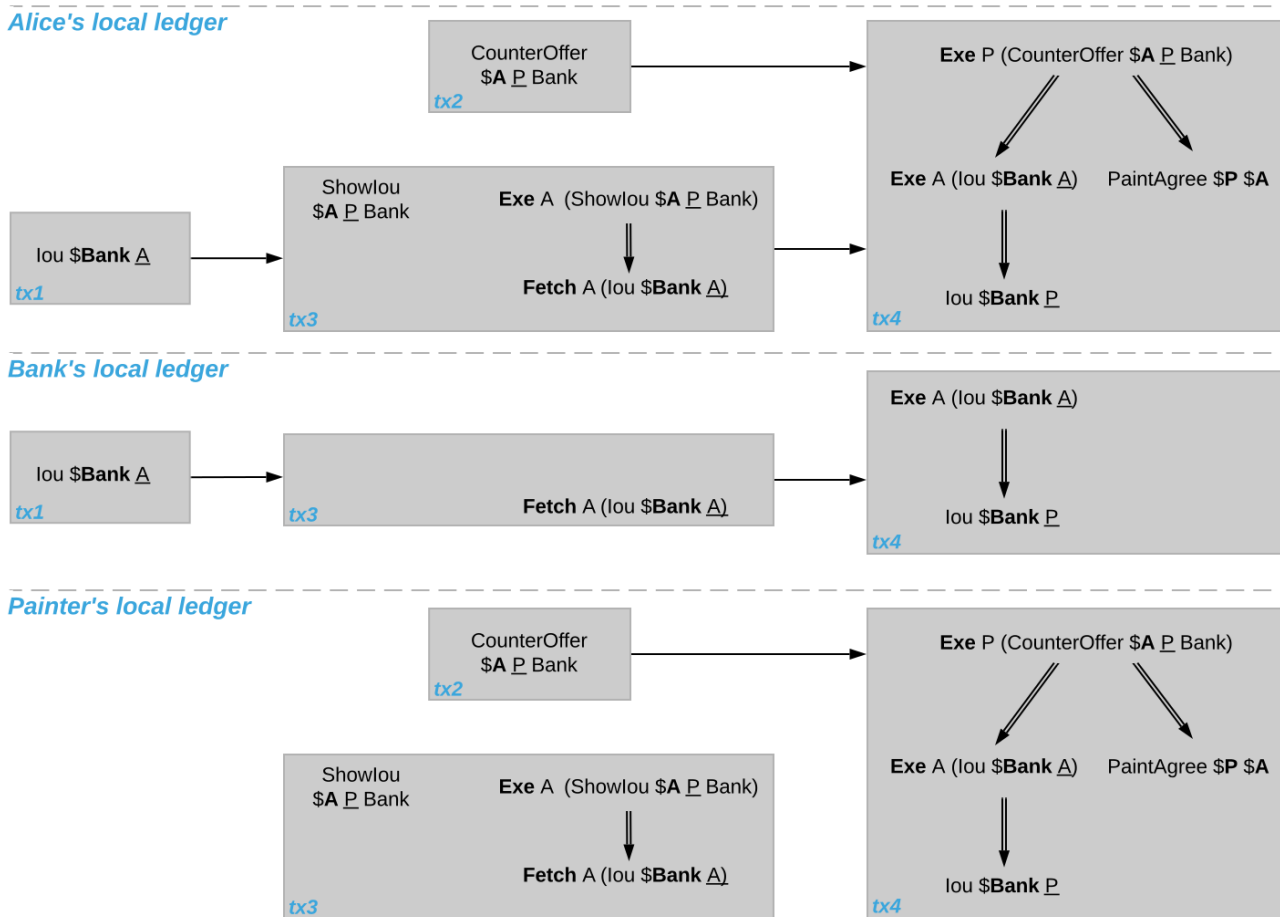 Alice's local ledger
CounterOffer
$A P Bank
tx2
Exe P (CounterOffer $A P Bank)
Exe A (Iou $Bank A)
PaintAgree $P $A
Iou $Bank P
tx4
ShowIou
$A P Bank
Exe A (ShowIou $A P Bank)
Fetch A (Iou $Bank A)
tx3
Iou $Bank A
tx1
Bank's local ledger
Iou $Bank A
tx1
Fetch A (Iou $Bank A)
tx3
Exe A (Iou $Bank A)
Iou $Bank P
tx4
Painter's local ledger
CounterOffer
$A P Bank
tx2
Exe P (CounterOffer $A P Bank)
Exe A (Iou $Bank A)
PaintAgree $P $A
Iou $Bank P
tx4
ShowIou
$A P Bank
Exe A (ShowIou $A P Bank)
Fetch A (Iou $Bank A)
tx3